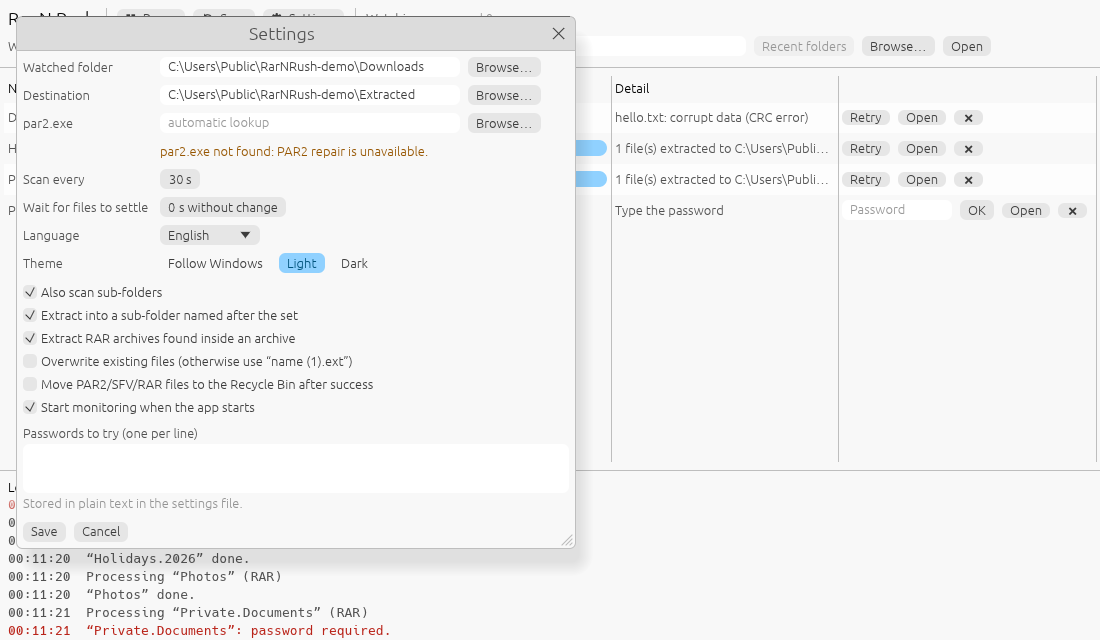 Settings
Recent folders Browse… Open
Watched folder C:\Users\Public\RarNRush-demo\Downloads Browse…
Destination C:\Users\Public\RarNRush-demo\Extracted Browse…
par2.exe automatic lookup Browse…
par2.exe not found: PAR2 repair is unavailable.
Scan every 30 s
Wait for files to settle 0 s without change
Language English
Theme Follow Windows Light Dark
Also scan sub-folders
Extract into a sub-folder named after the set
Extract RAR archives found inside an archive
Overwrite existing files (otherwise use “name (1).ext”)
Move PAR2/SFV/RAR files to the Recycle Bin after success
Start monitoring when the app starts
Passwords to try (one per line)
Stored in plain text in the settings file.
Save Cancel
Detail
hello.txt: corrupt data (CRC error) Retry Open ×
1 file(s) extracted to C:\Users\Publi… Retry Open ×
1 file(s) extracted to C:\Users\Publi… Retry Open ×
Type the password Password OK Open ×
00:11:20 “Holidays.2026” done.
00:11:20 Processing “Photos” (RAR)
00:11:20 “Photos” done.
00:11:21 Processing “Private.Documents” (RAR)
00:11:21 “Private.Documents”: password required.